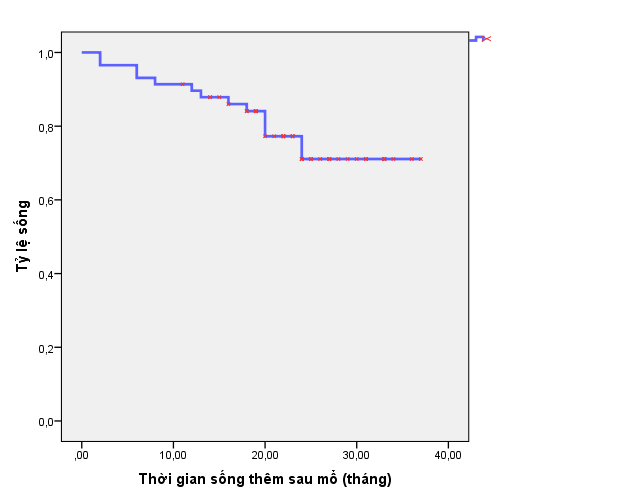 1,0
0,8
0,6
0,4
0,2
0,0
Tỷ lệ sống
,00 10,00 20,00 30,00 40,00
Thời gian sống thêm sau mổ (tháng)